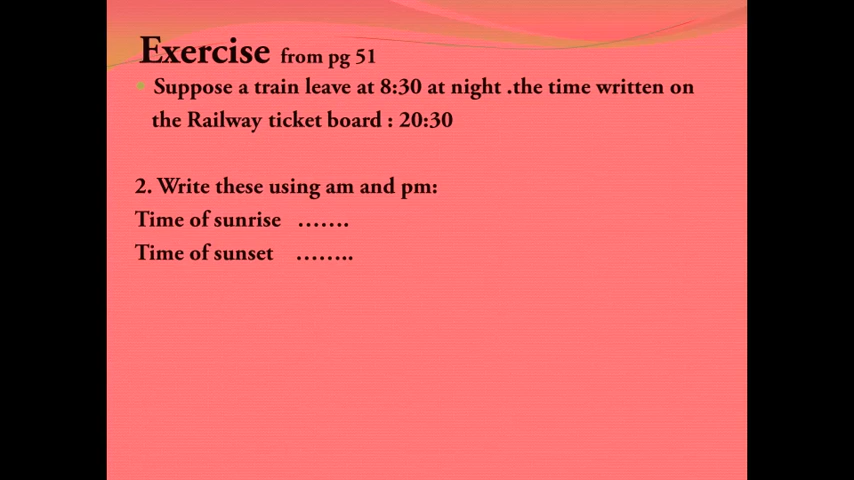 Exercise from pg 51
Suppose a train leave at 8:30 at night .the time written on
the Railway ticket board : 20:30
2. Write these using am and pm:
Time of sunrise …….
Time of sunset ……..